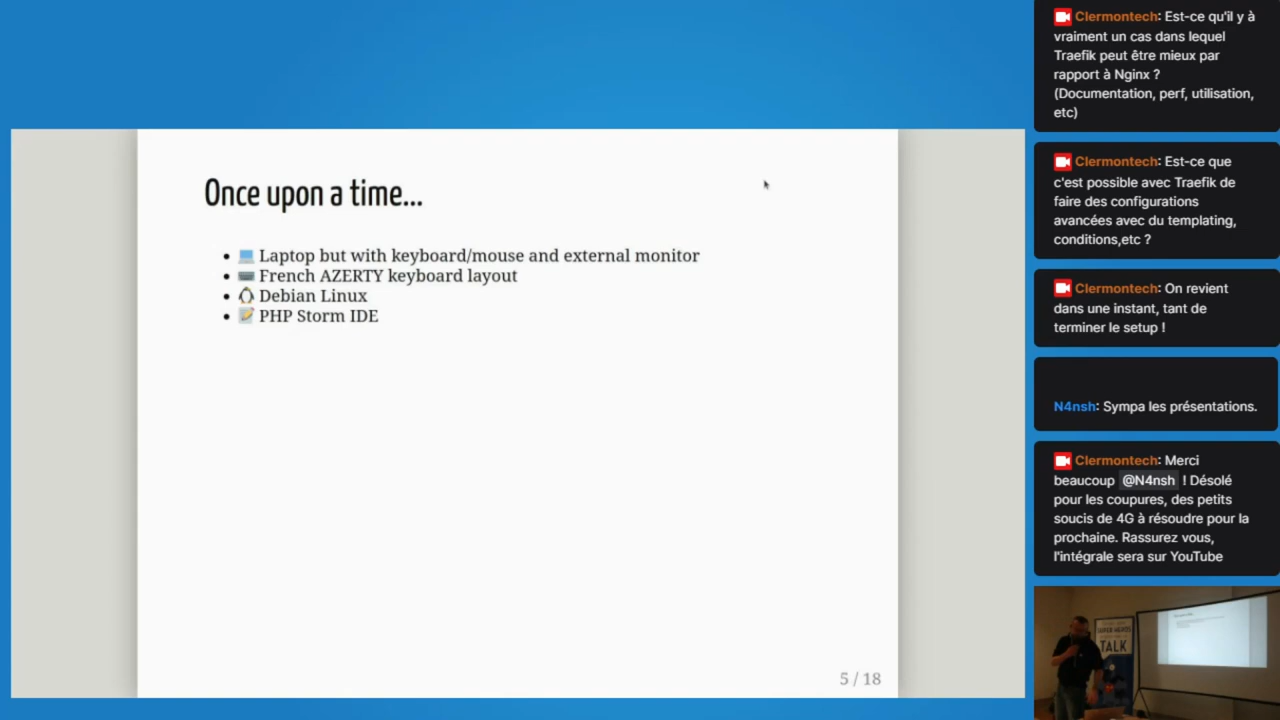 Once upon a time...
Laptop but with keyboard/mouse and external monitor
French AZERTY keyboard layout
Debian Linux
PHP Storm IDE
5 / 18
Clermontech: Est-ce qu'il y à
vraiment un cas dans lequel
Traefik peut être mieux par
rapport à Nginx ?
(Documentation, perf, utilisation,
etc)
Clermontech: Est-ce que
c'est possible avec Traefik de
faire des configurations
avancées avec du templating,
conditions,etc ?
Clermontech: On revient
dans une instant, tant de
terminer le setup !
N4nsh: Sympa les présentations.
Clermontech: Merci
beaucoup @N4nsh ! Désolé
pour les coupures, des petits
soucis de 4G à résoudre pour la
prochaine. Rassurez vous,
l'intégrale sera sur YouTube
SUPER HEROS
TALK